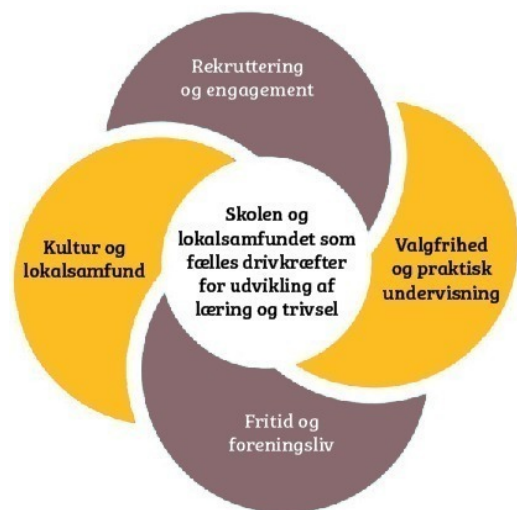 Rekruttering
og engagement
Kultur og
lokalsamfund
Skolen og
lokalsamfundet som
fælles drivkræfter
for udvikling af
læring og trivsel
Valgfrihed
og praktisk
undervisning
Fritid og
foreningsliv